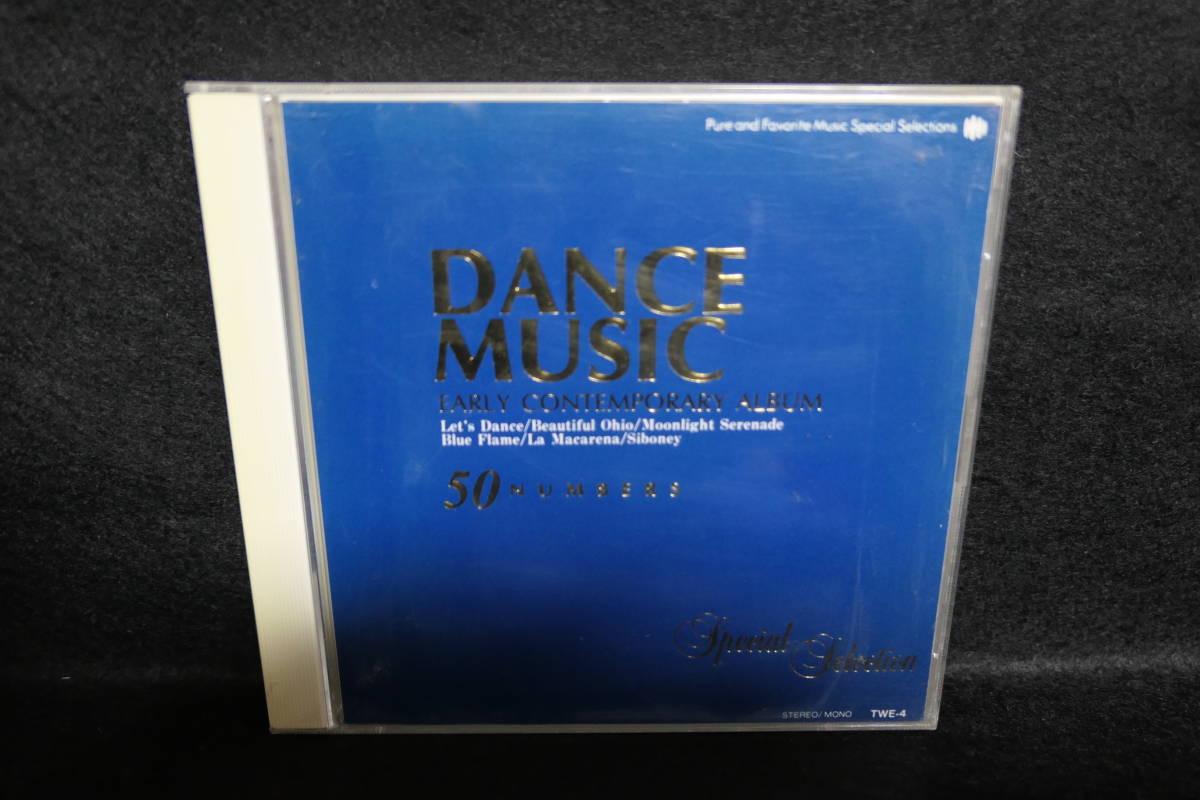 Pure and Favorite Music Special Selections
DANCE
MUSIC
EARLY CONTEMPORARY ALBUM
Let's Dance/Beautiful Ohio/Moonlight Serenade
Blue Flame/La Macarena/Siboney
50 NUMBERS
Special
Selection
STEREO/MONO TWE-4